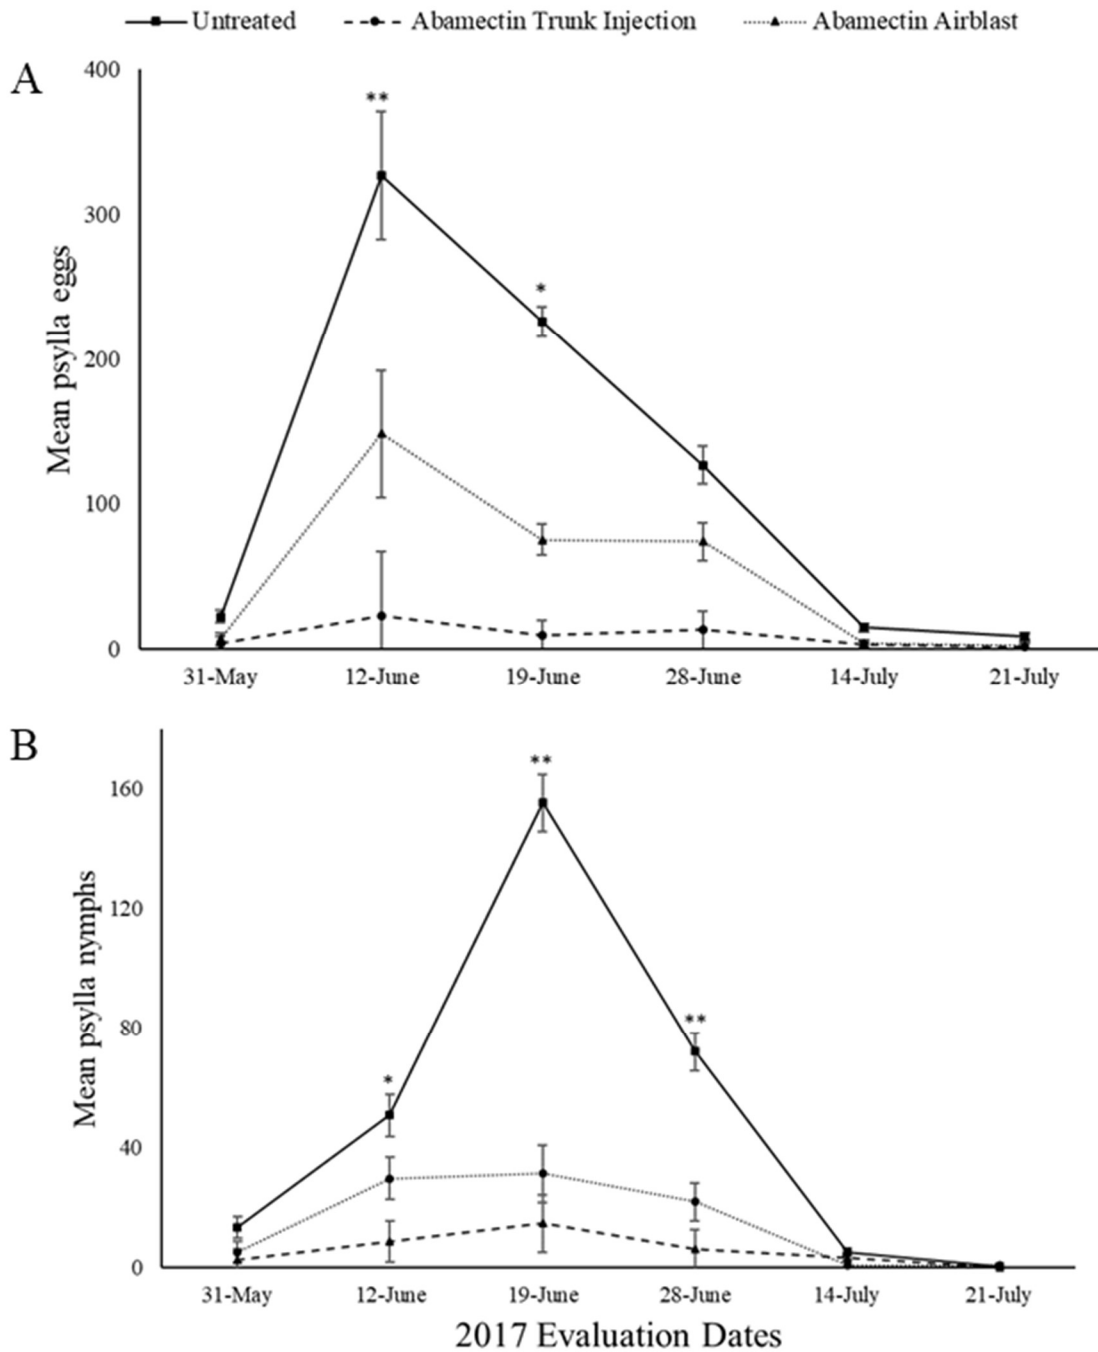 Untreated Abamectin Trunk Injection Abamectin Airblast
A
400
**
300
*
200
100
0
Mean psylla eggs
31-May 12-June 19-June 28-June 14-July 21-July
B
**
160
120
**
80
*
40
0
Mean psylla nymphs
31-May 12-June 19-June 28-June 14-July 21-July
2017 Evaluation Dates